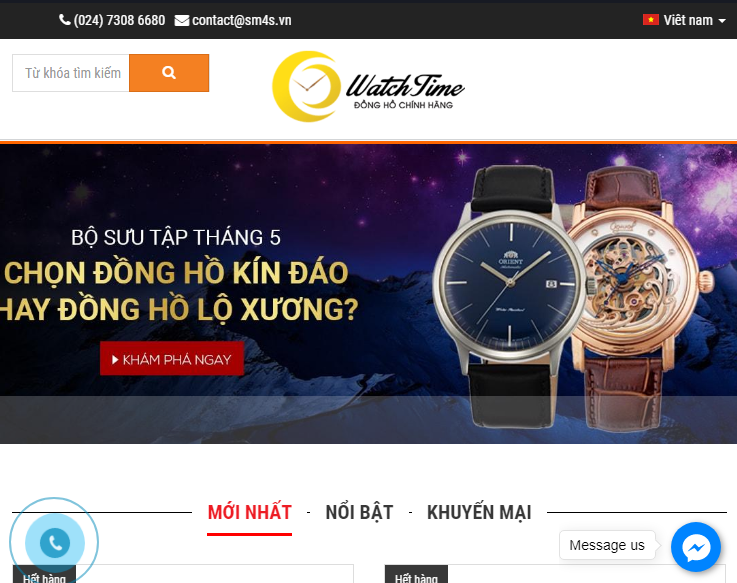 (024) 7308 6680 contact@sm4s.vn Việt nam
Từ khóa tìm kiếm
WatchTime
ĐỒNG HỒ CHÍNH HÃNG
BỘ SƯU TẬP THÁNG 5
CHỌN ĐỒNG HỒ KÍN ĐÁO
HAY ĐỒNG HỒ LỘ XƯƠNG?
KHÁM PHÁ NGAY
ORIENT
Automatic
MỚI NHẤT - NỔI BẬT - KHUYẾN MẠI
Message us
Hết hàng Hết hàng